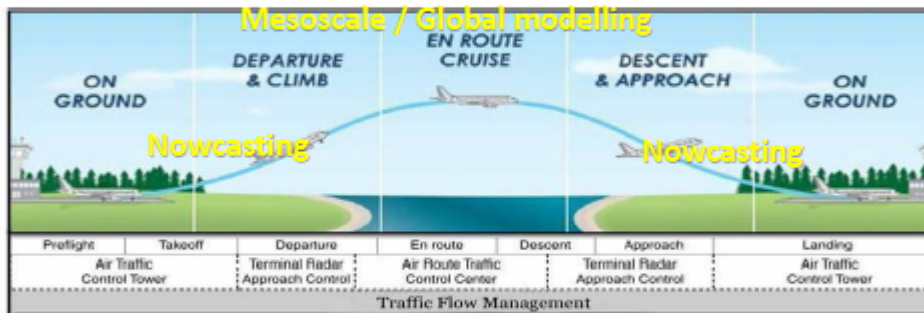 Mesoscale / Global modelling
EN ROUTE
CRUISE
DEPARTURE
& CLIMB
DESCENT
& APPROACH
ON
GROUND
ON
GROUND
Nowcasting
Nowcasting
Preflight
Takeoff
Departure
En route
Descent
Approach
Landing
Air Traffic
Control Tower
Terminal Radar
Approach Control
Air Route Traffic
Control Center
Terminal Radar
Approach Control
Air Traffic
Control Tower
Traffic Flow Management